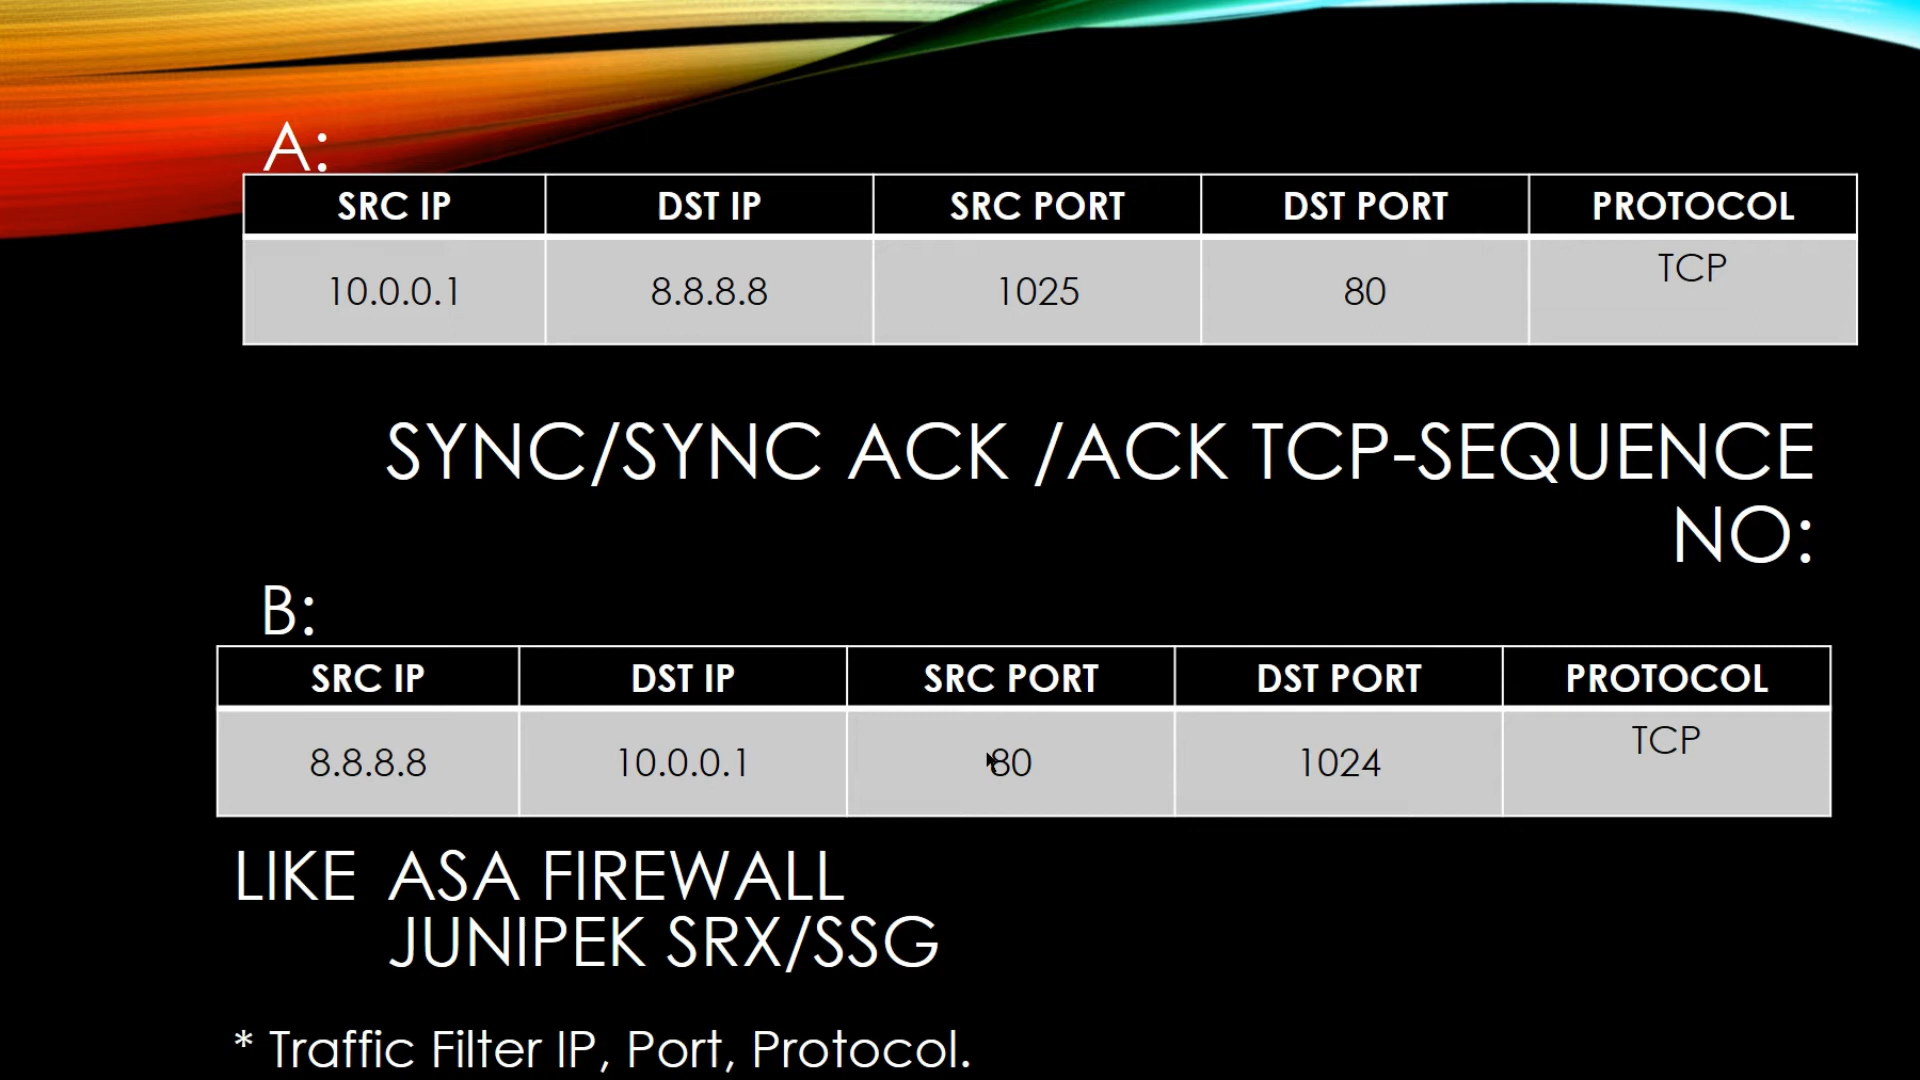 A:
SRC IP DST IP SRC PORT DST PORT PROTOCOL
10.0.0.1 8.8.8.8 1025 80 TCP
SYNC/SYNC ACK /ACK TCP-SEQUENCE
NO:
B:
SRC IP DST IP SRC PORT DST PORT PROTOCOL
8.8.8.8 10.0.0.1 80 1024 TCP
LIKE ASA FIREWALL
JUNIPEK SRX/SSG
* Traffic Filter IP, Port, Protocol.